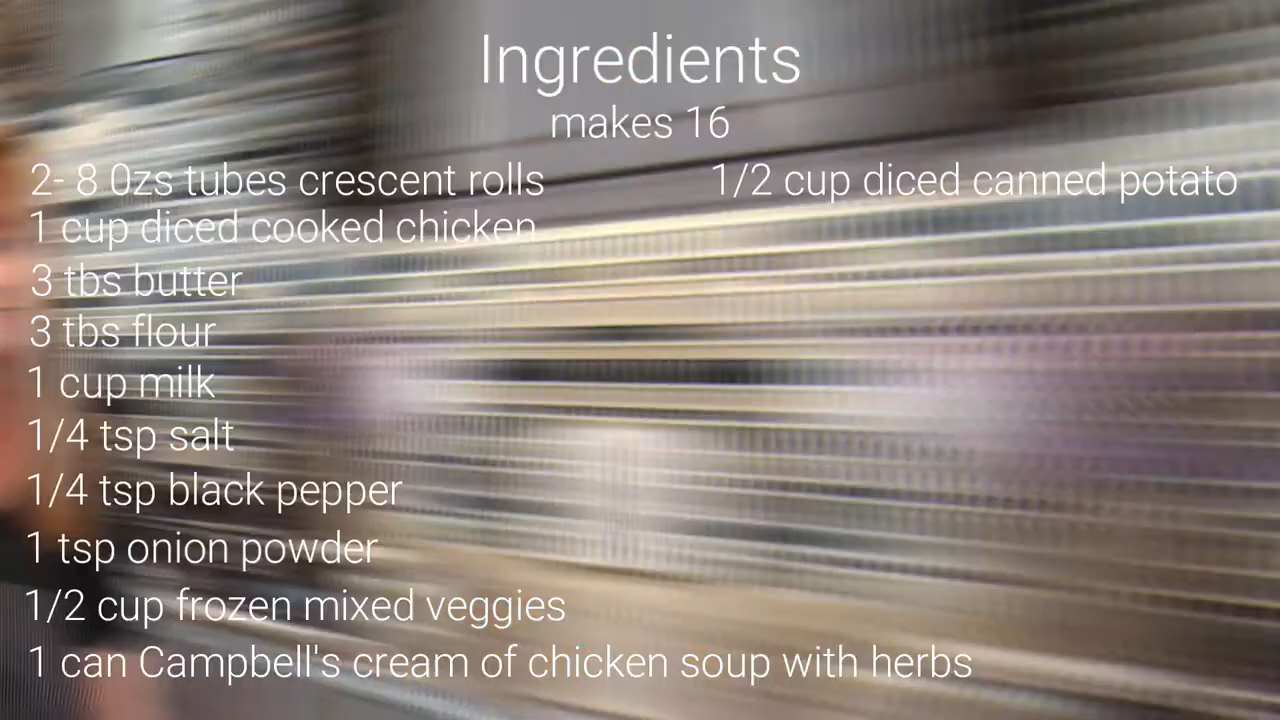 Ingredients
makes 16
2- 8 0zs tubes crescent rolls
1 cup diced cooked chicken
3 tbs butter
3 tbs flour
1 cup milk
1/4 tsp salt
1/4 tsp black pepper
1 tsp onion powder
1/2 cup frozen mixed veggies
1 can Campbell's cream of chicken soup with herbs
1/2 cup diced canned potato